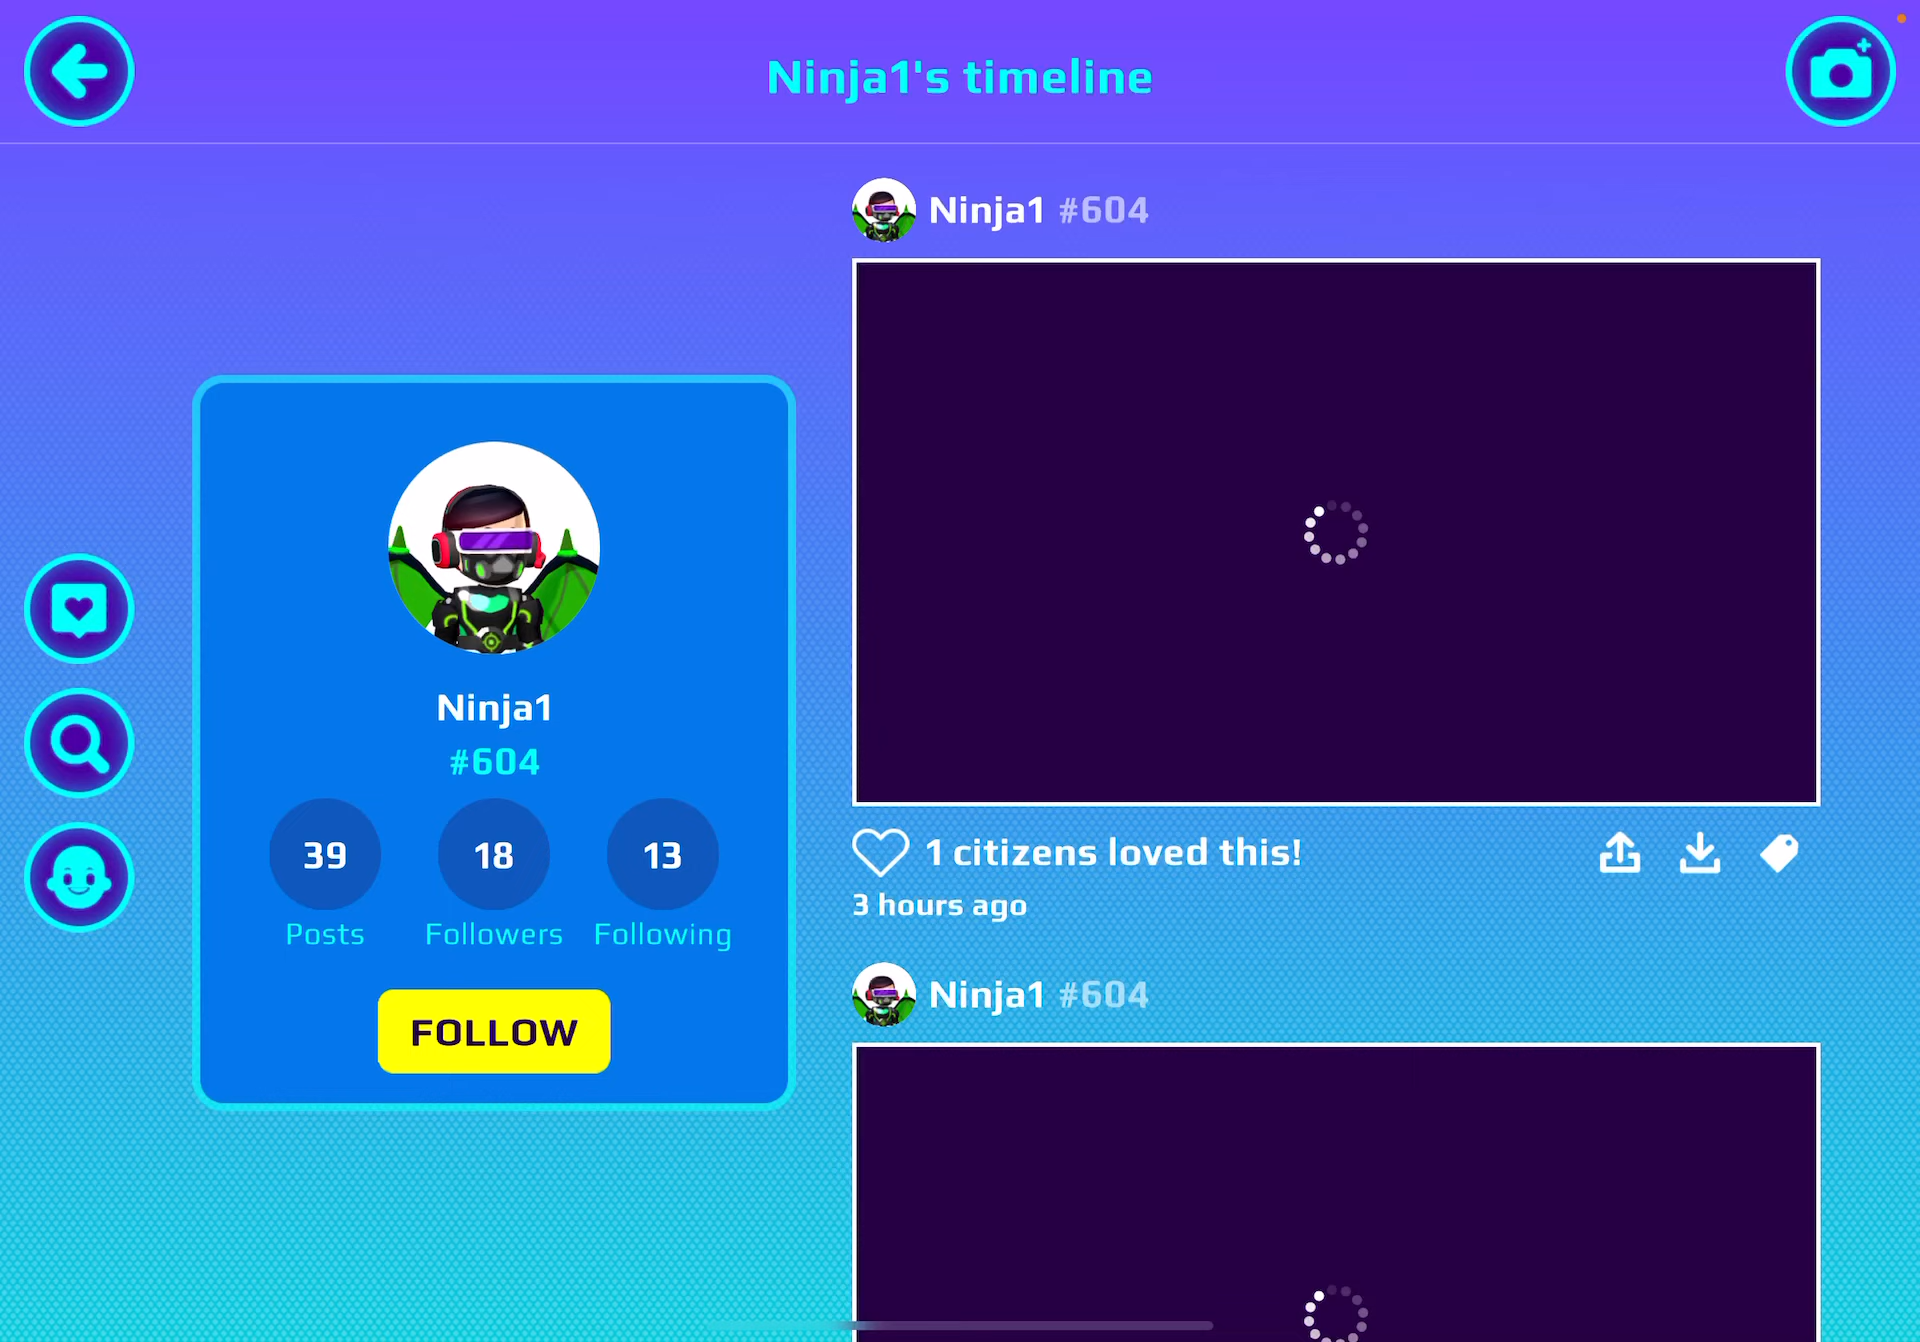 Ninja1's timeline
Ninja1 #604
Ninja1
#604
39
18
13
Posts
Followers
Following
FOLLOW
1 citizens loved this!
3 hours ago
Ninja1 #604